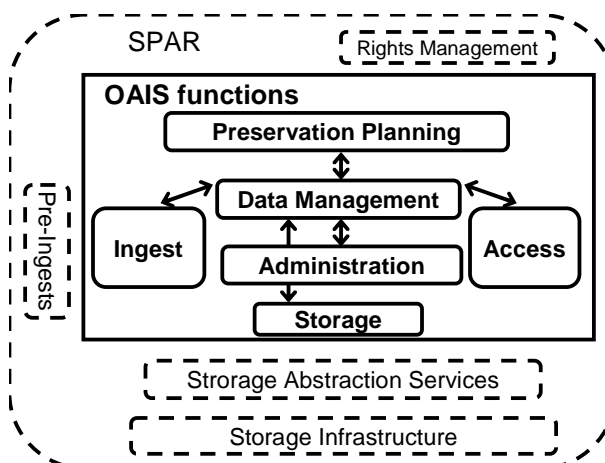 SPAR
Rights Management
OAIS functions
Preservation Planning
Data Management
Pre-Ingests
Ingest
Access
Administration
Storage
Strorage Abstraction Services
Storage Infrastructure